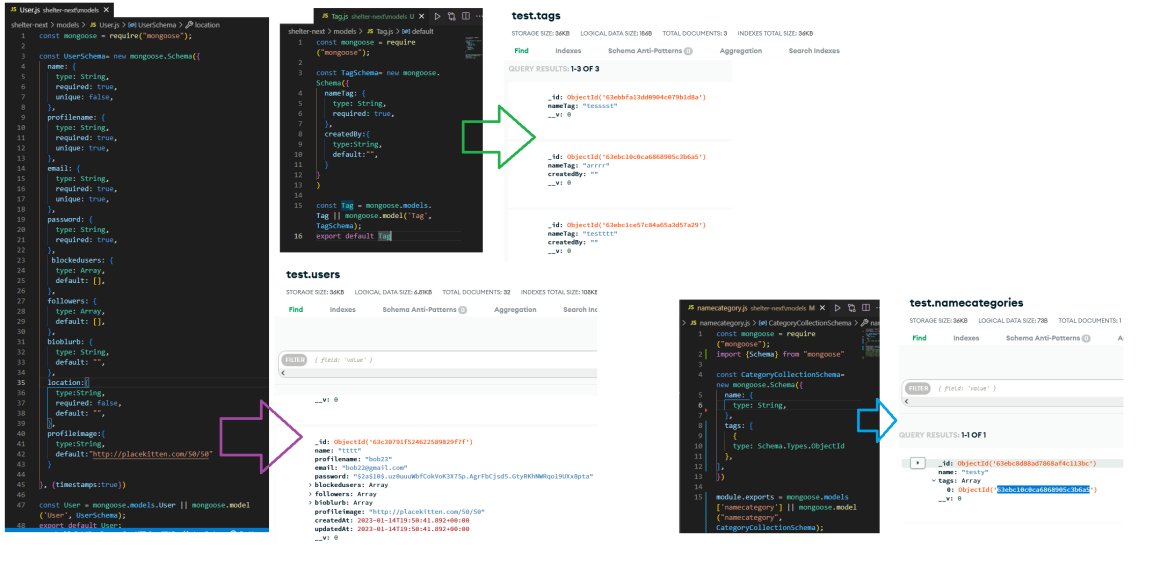 JS User.js X
shelter-next > models > JS User.js > UserSchema > location
1 const mongoose = require("mongoose");
2
3 const UserSchema= new mongoose.Schema({
4 name: {
5 type: String,
6 required: true,
7 unique: false,
8 },
9 profilename: {
10 type: String,
11 required: true,
12 unique: true,
13 },
14 email: {
15 type: String,
16 required: true,
17 unique: true,
18 },
19 password: {
20 type: String,
21 required: true,
22 },
23 blockedusers: {
24 type: Array,
25 default: [],
26 },
27 followers: {
28 type: Array,
29 default: [],
30 },
31 bioblurb: {
32 type: String,
33 default: "",
34 },
35 location:{
36 type:String,
37 required: false,
38 default: "",
39 },
40 profileimage:{
41 type:String,
42 default:"http://placekitten.com/50/50"
43 }
44
45 }, {timestamps:true})
46
47 const User = mongoose.models.User || mongoose.model
('User', UserSchema);
48 export default User;
JS Tag.js shelter-next\models U X
shelter-next > models > JS Tag.js > default
1 const mongoose = require
("mongoose");
2
3 const TagSchema= new mongoose.
Schema({
4 nameTag: {
5 type: String,
6 required: true,
7 },
8 createdBy:{
9 type:String,
10 default:"",
11 }
12 }
13 )
14
15 const Tag = mongoose.models.
Tag || mongoose.model('Tag',
TagSchema);
16 export default Tag
test.tags
STORAGE SIZE: 36KB LOGICAL DATA SIZE: 186B TOTAL DOCUMENTS: 3 INDEXES TOTAL SIZE: 36KB
Find Indexes Schema Anti-Patterns 0 Aggregation Search Indexes
QUERY RESULTS: 1-3 OF 3
_id: ObjectId('63ebbfa13dd0904c079b1d8a')
nameTag: "tesssst"
__v: 0
_id: ObjectId('63ebc10c0ca6868905c3b6a5')
nameTag: "arrrr"
createdBy: ""
__v: 0
_id: ObjectId('63ebc1ce57c84a65a3d57a29')
nameTag: "testttt"
createdBy: ""
__v: 0
test.users
STORAGE SIZE: 36KB LOGICAL DATA SIZE: 6.81KB TOTAL DOCUMENTS: 32 INDEXES TOTAL SIZE: 108KB
Find Indexes Schema Anti-Patterns 0 Aggregation Search In
FILTER { field: 'value' }
__v: 0
_id: ObjectId('63c30791f524622509829f7f')
name: "tttt"
profilename: "bob23"
email: "bob22@gmail.com"
password: "$2a$10$.uz0uuuWbfCokVoK3X7Sp.AgrFbCjsd5.GtyRKhNWRqoi9UXx0pta"
blockedusers: Array
followers: Array
bioblurb: Array
profileimage: "http://placekitten.com/50/50"
createdAt: 2023-01-14T19:50:41.892+00:00
updatedAt: 2023-01-14T19:50:41.892+00:00
__v: 0
JS namecategory.js shelter-next\models M X
JS namecategory.js > CategoryCollectionSchema > na
1 const mongoose = require
("mongoose");
2 import {Schema} from "mongoose"
3
4 const CategoryCollectionSchema=
new mongoose.Schema({
5 name: {
6 type: String,
7 },
8 tags: [
9 {
10 type: Schema.Types.ObjectId
11 },
12 ],
13 })
14
15 module.exports = mongoose.models
['namecategory'] || mongoose.model
("namecategory",
CategoryCollectionSchema);
test.namecategories
STORAGE SIZE: 36KB LOGICAL DATA SIZE: 73B TOTAL DOCUMENTS: 1
Find Indexes Schema Anti-Patterns 0 A
FILTER { field: 'value' }
QUERY RESULTS: 1-1 OF 1
_id: ObjectId('63ebc8d88ad7868af4c113bc')
name: "testy"
tags: Array
0: ObjectId('63ebc10c0ca6868905c3b6a5')
__v: 0